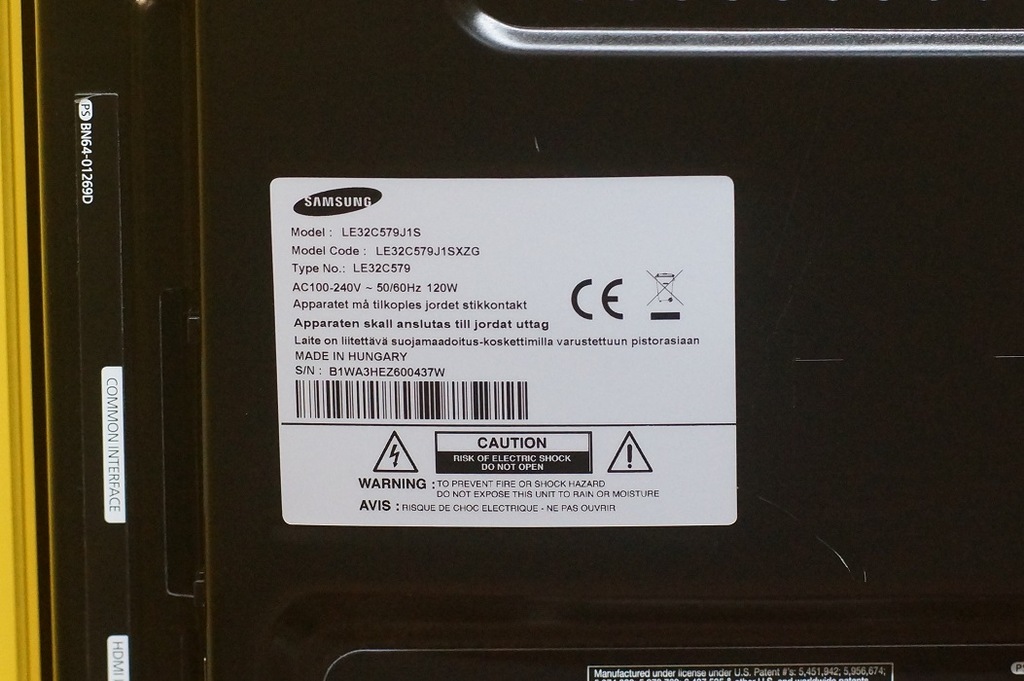 PS BN64-01269D
COMMON INTERFACE
HDMI
SAMSUNG
Model : LE32C579J1S
Model Code : LE32C579J1SXZG
Type No.: LE32C579
AC100-240V ~ 50/60Hz 120W
Apparatet må tilkoples jordet stikkontakt
Apparaten skall anslutas till jordat uttag
Laite on liitettävä suojamaadoitus-koskettimilla varustettuun pistorasiaan
MADE IN HUNGARY
S/N : B1WA3HEZ600437W
CE
CAUTION
RISK OF ELECTRIC SHOCK
DO NOT OPEN
WARNING : TO PREVENT FIRE OR SHOCK HAZARD
DO NOT EXPOSE THIS UNIT TO RAIN OR MOISTURE
AVIS : RISQUE DE CHOC ELECTRIQUE - NE PAS OUVRIR
Manufactured under license under U.S. Patent #'s: 5,451,942; 5,956,674;